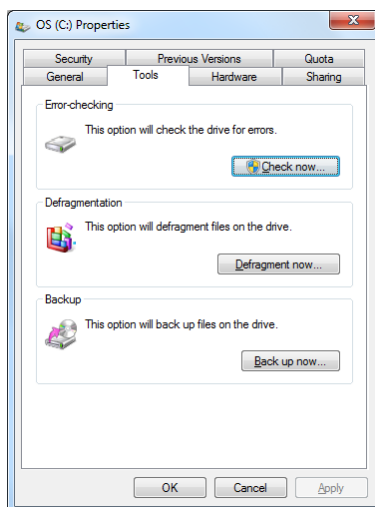 OS (C:) Properties
Security Previous Versions Quota
General Tools Hardware Sharing
Error-checking
This option will check the drive for errors.
Check now...
Defragmentation
This option will defragment files on the drive.
Defragment now...
Backup
This option will back up files on the drive.
Back up now...
OK Cancel Apply